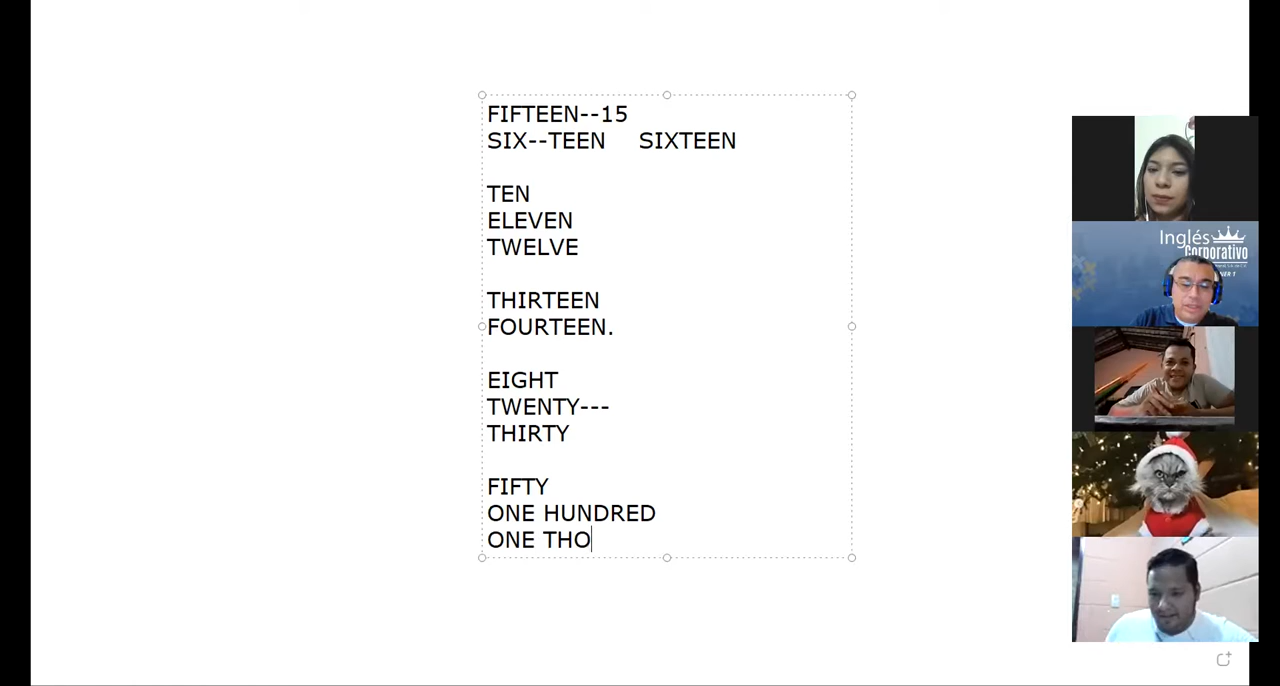 FIFTEEN--15
SIX--TEEN SIXTEEN
TEN
ELEVEN
TWELVE
THIRTEEN
FOURTEEN.
EIGHT
TWENTY---
THIRTY
FIFTY
ONE HUNDRED
ONE THO
Inglés
Corporativo